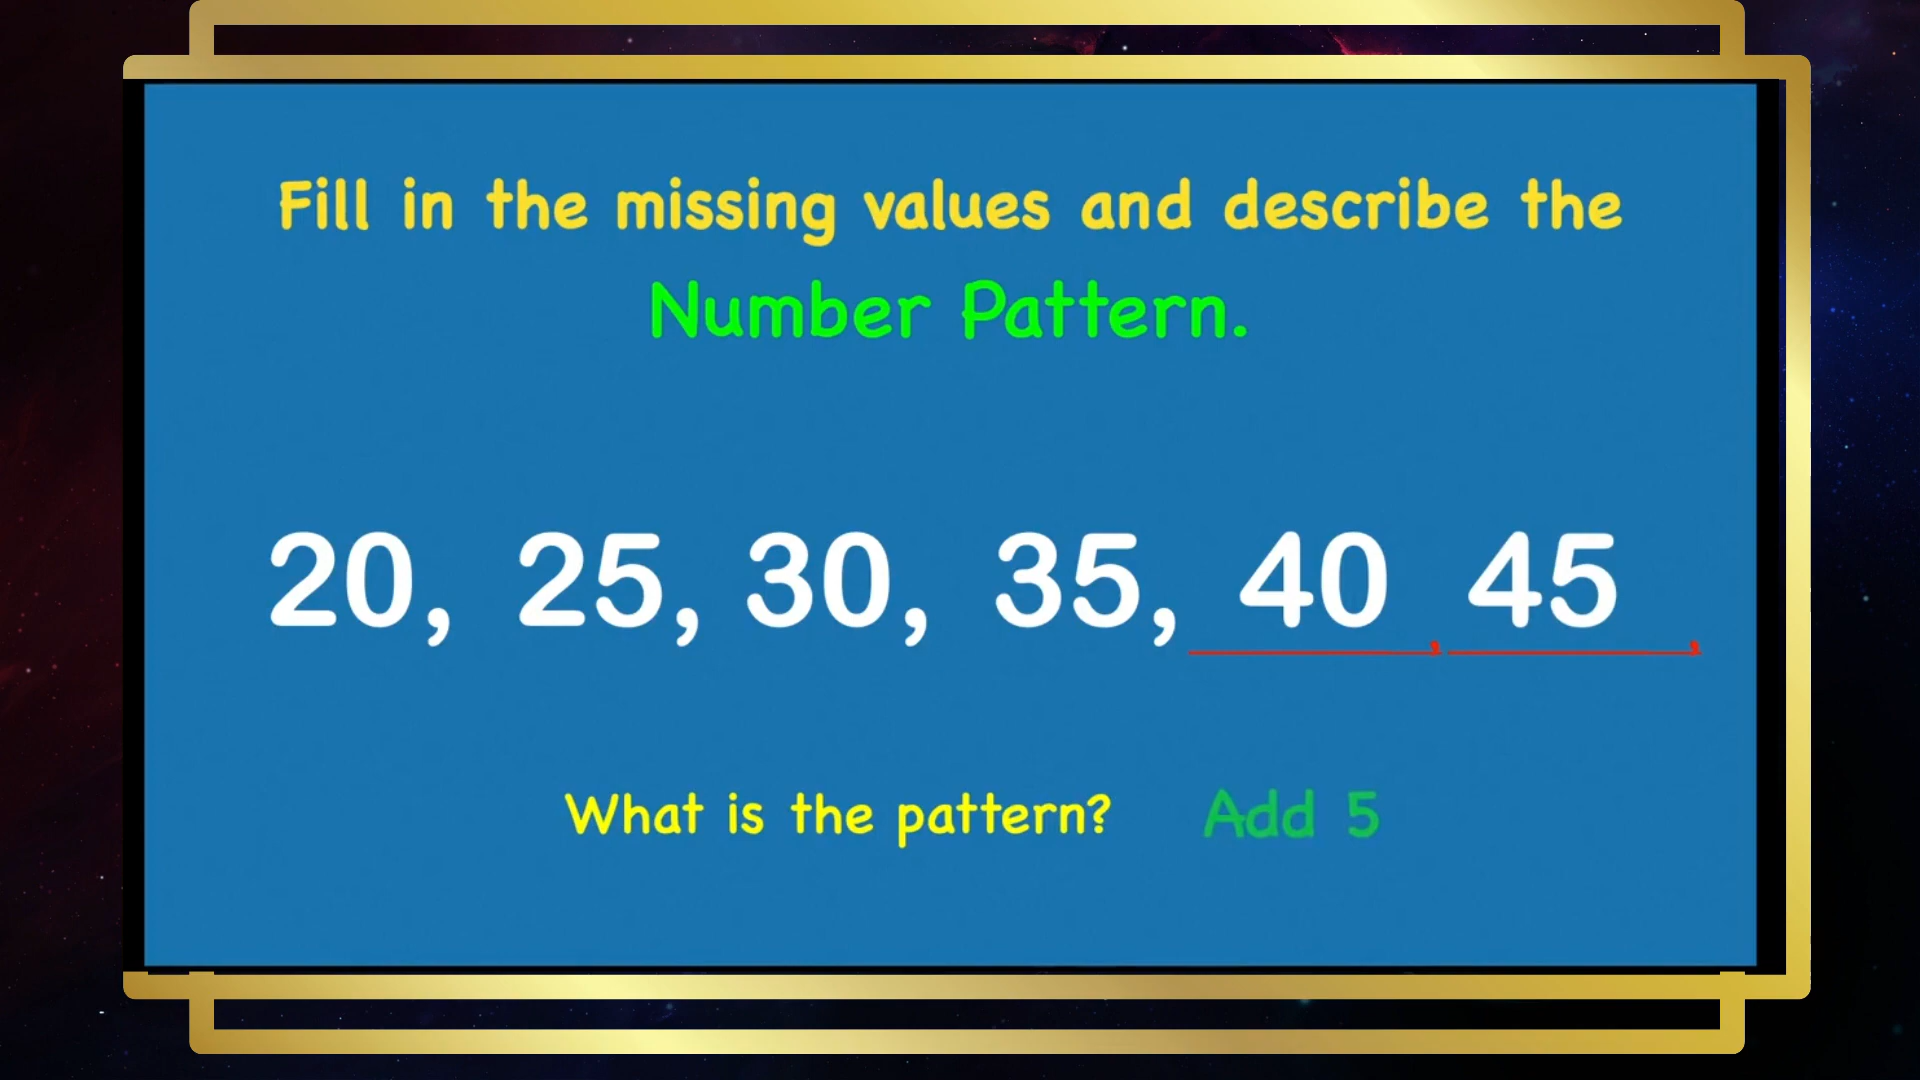 Fill in the missing values and describe the
Number Pattern.
20, 25, 30, 35, 40 , 45 ,
What is the pattern? Add 5